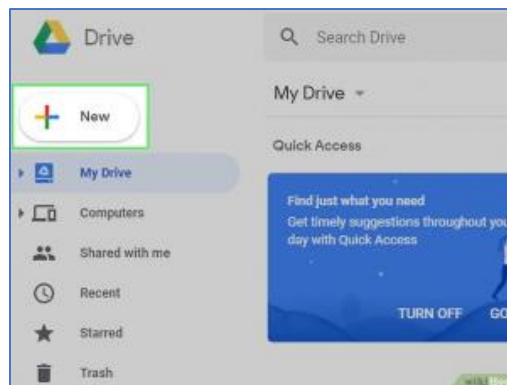 Drive
Search Drive
New
My Drive
Quick Access
My Drive
Computers
Shared with me
Recent
Starred
Trash
Find just what you need
Get timely suggestions throughout you
day with Quick Access
TURN OFF GO
wiki